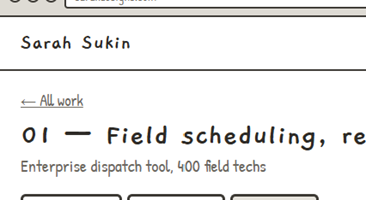 Sarah Sukin
← All work
01 — Field scheduling, re
Enterprise dispatch tool, 400 field techs